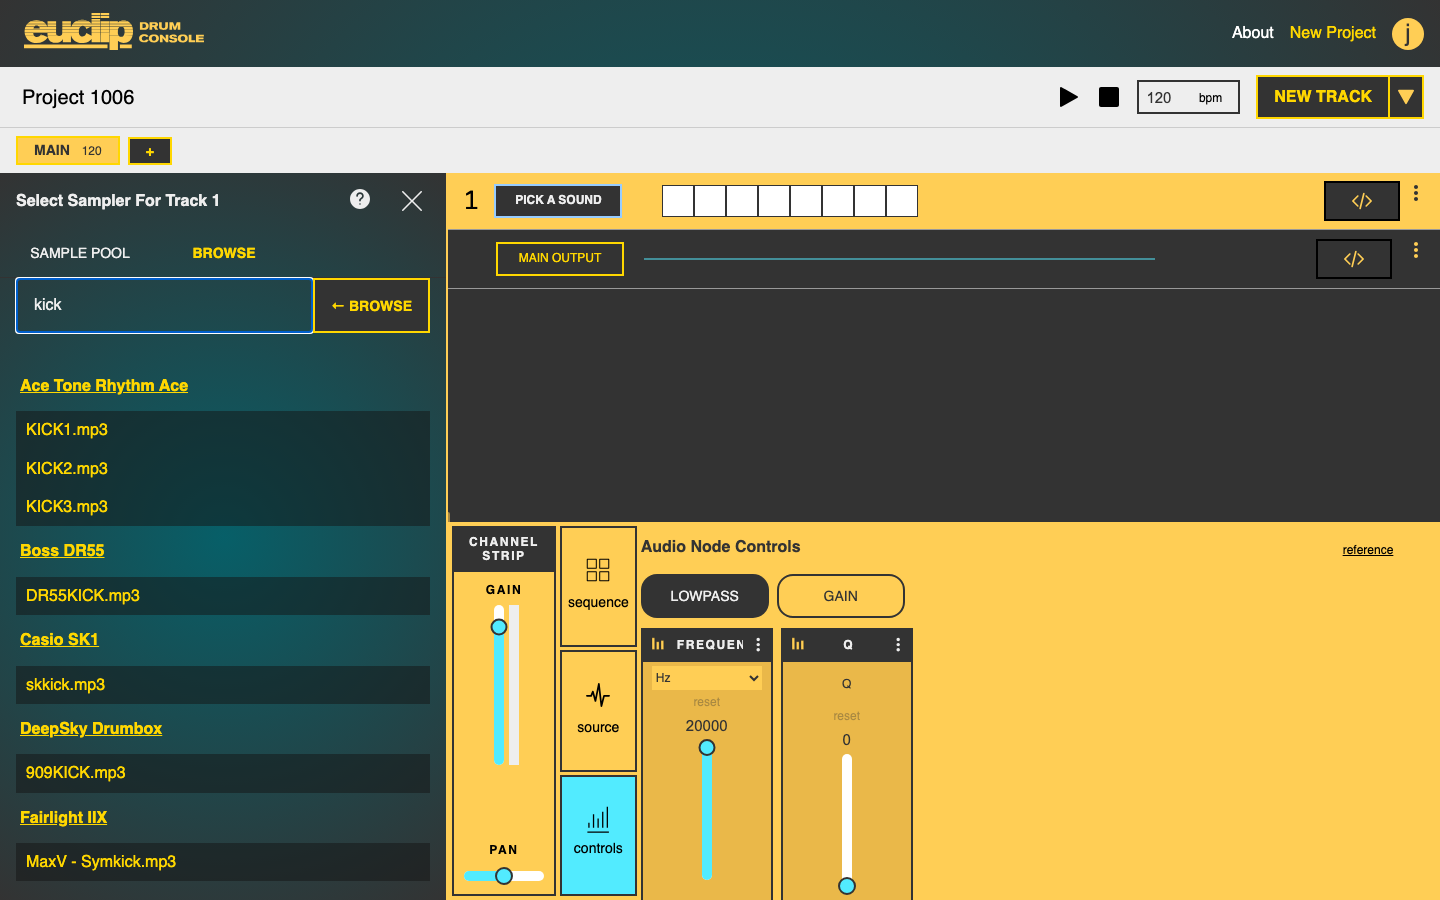 euclip DRUM CONSOLE
About New Project j
Project 1006
120 bpm
NEW TRACK
MAIN 120 +
Select Sampler For Track 1 ?
SAMPLE POOL BROWSE
kick
← BROWSE
Ace Tone Rhythm Ace
KICK1.mp3
KICK2.mp3
KICK3.mp3
Boss DR55
DR55KICK.mp3
Casio SK1
skkick.mp3
DeepSky Drumbox
909KICK.mp3
Fairlight IIX
MaxV - Symkick.mp3
1 PICK A SOUND </>
MAIN OUTPUT </>
CHANNEL
STRIP
GAIN
PAN
sequence
source
controls
Audio Node Controls
reference
LOWPASS GAIN
FREQUEN
Hz
reset
20000
Q
Q
reset
0